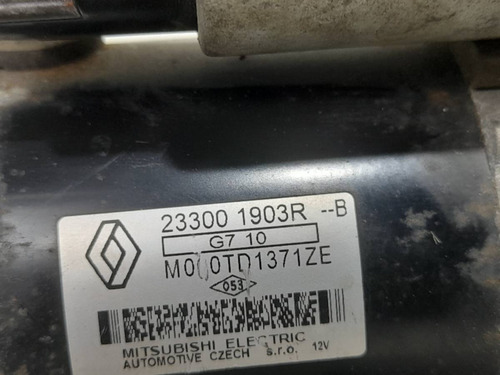 23300 1903R --B
G7 10
M000TD1371ZE
053
MITSUBISHI ELECTRIC
AUTOMOTIVE CZECH s.r.o. 12V